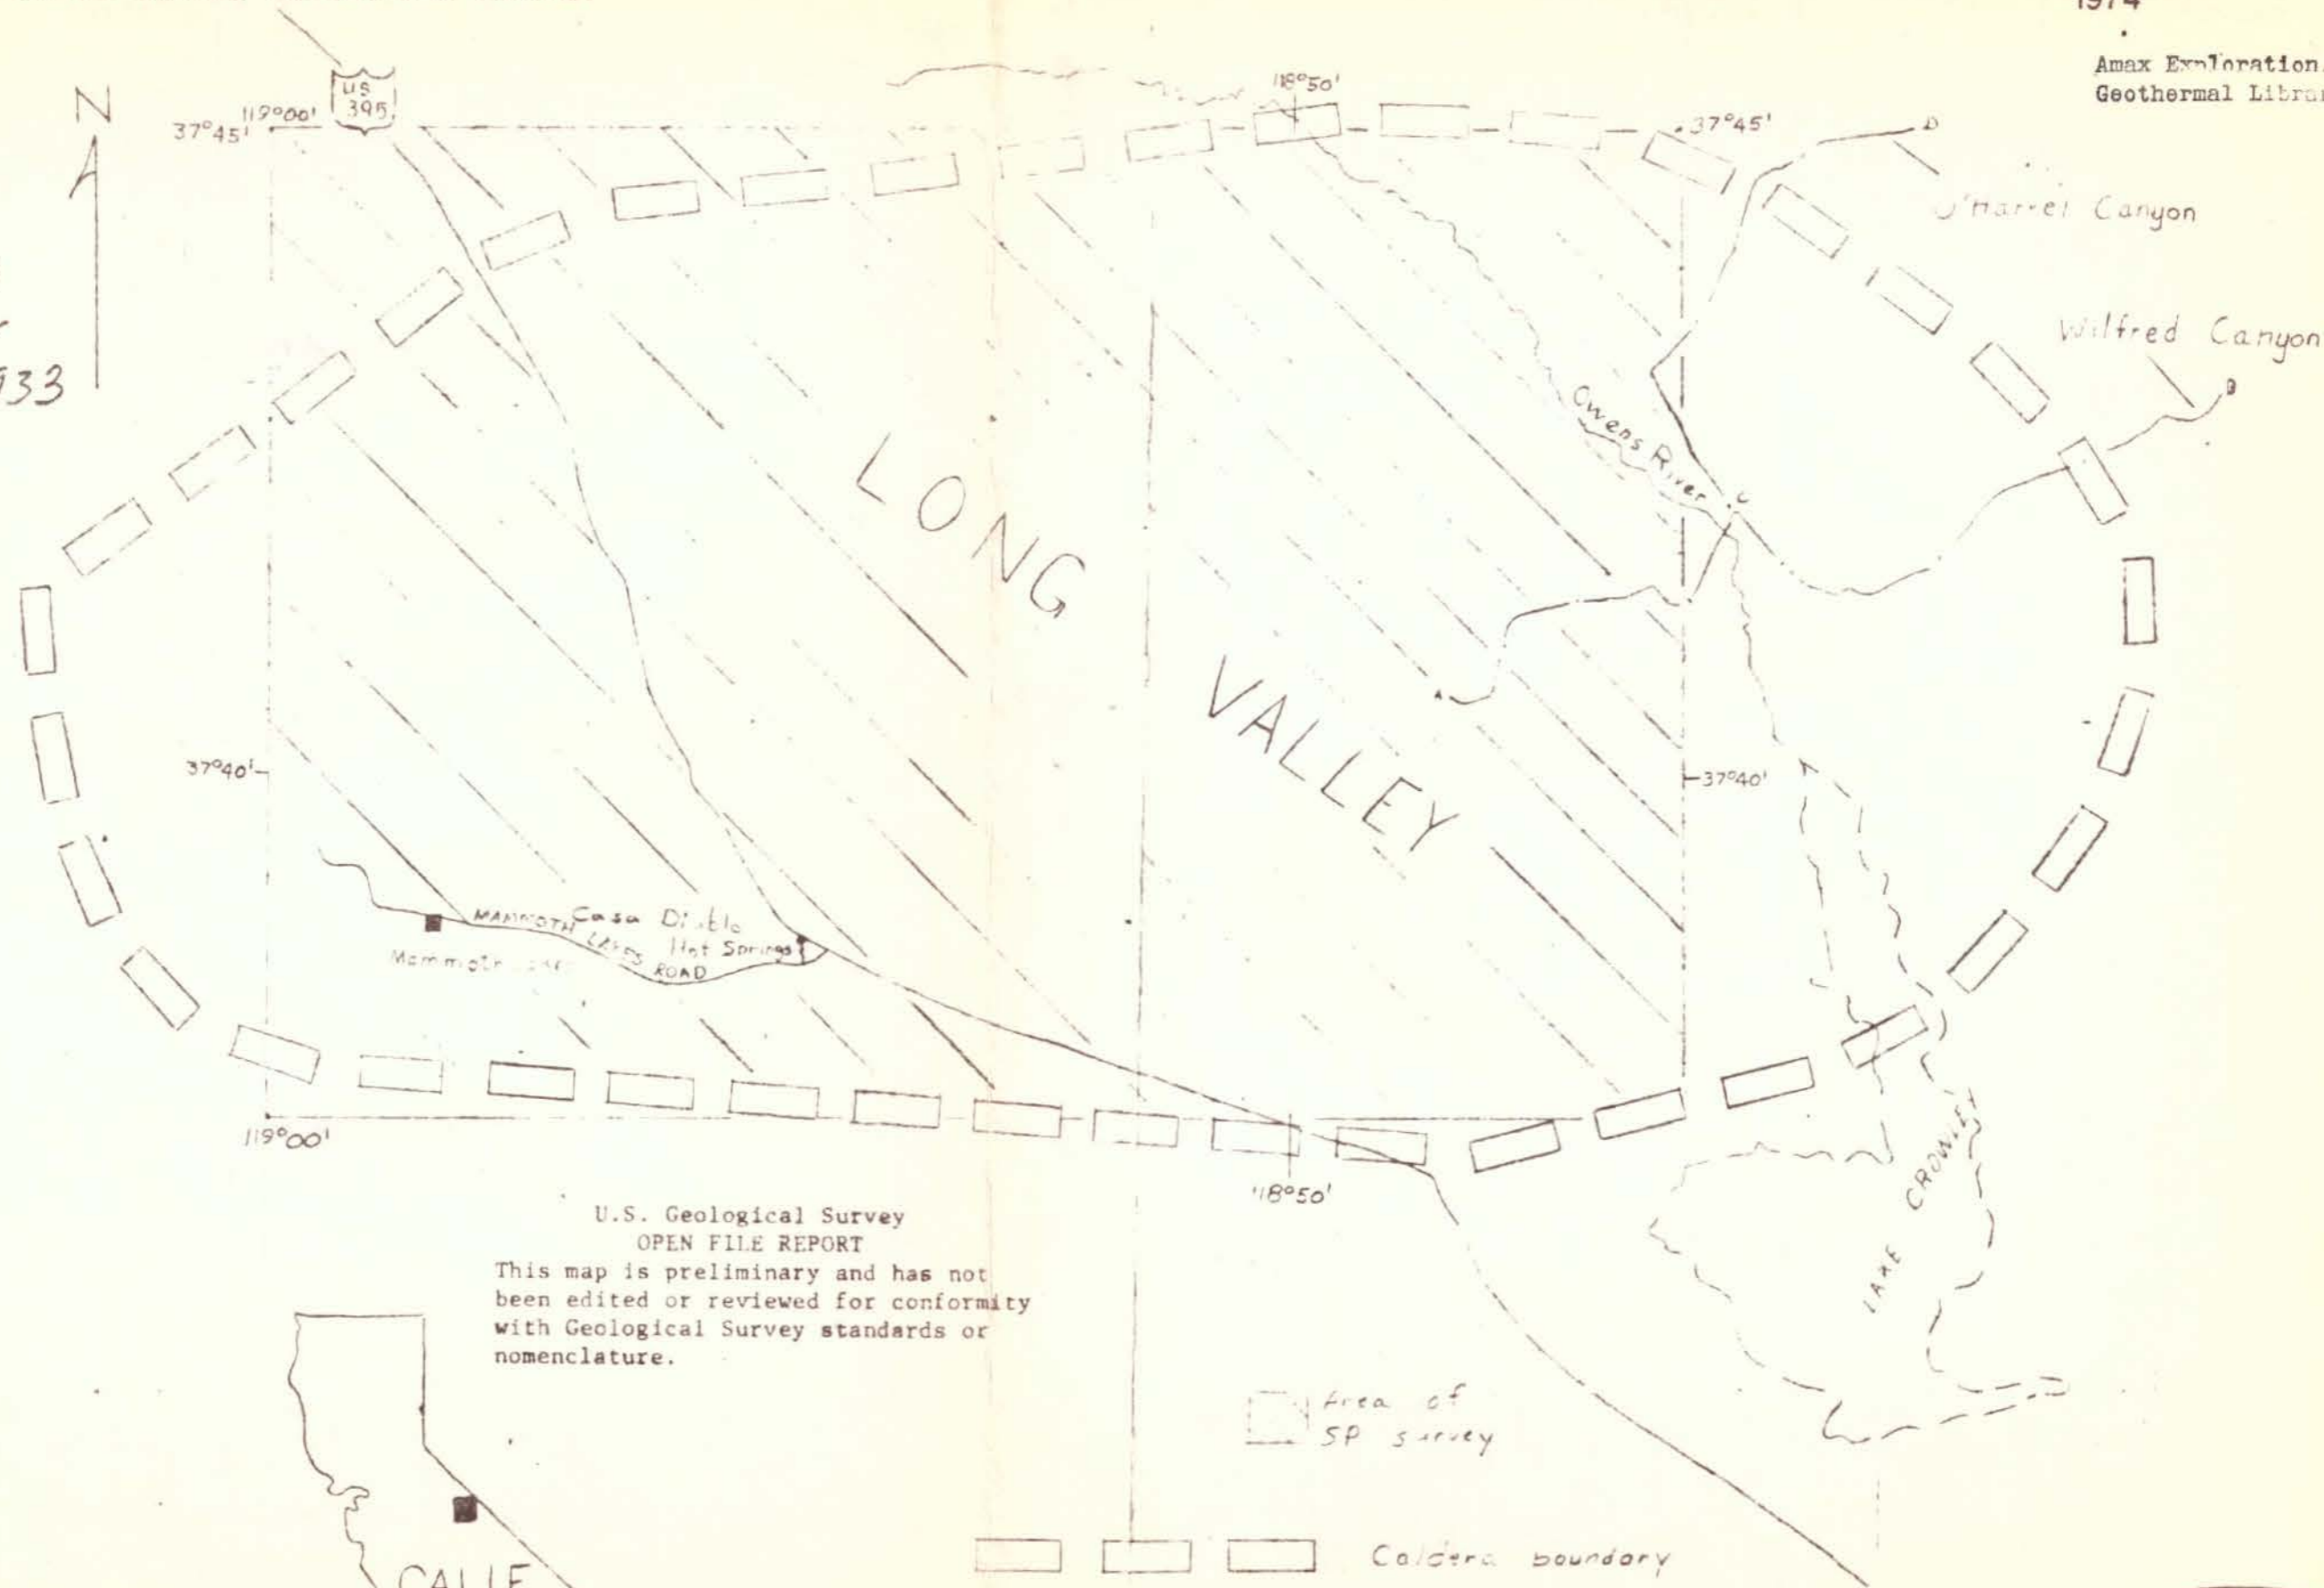 1974
Amax Exploration
Geothermal
N
US
395
119°00'
118°50'
37°45'
37°45'
Canyon
Wilfred Canyon
B
933
Owens River
C
LONG
A
VALLEY
37°40'
37°40'
MAMMOTH LAKES ROAD
Casa Diablo
Hot Springs
Mammoth
119°00'
118°50'
LAKE CROWLEY
U.S. Geological Survey
OPEN FILE REPORT
This map is preliminary and has not
been edited or reviewed for conformity
with Geological Survey standards or
nomenclature.
Area of
SP survey
Caldera boundary
CALIF